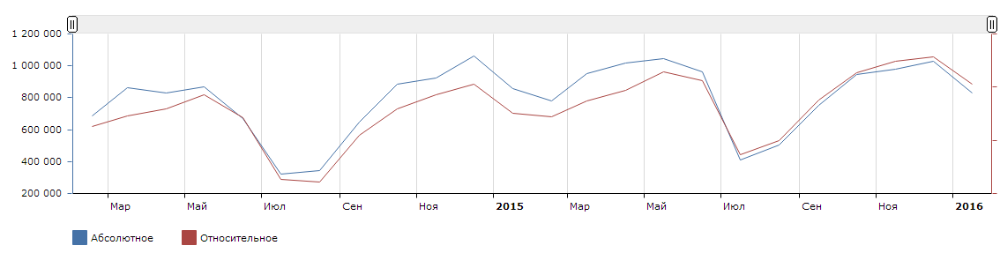 1 200 000
1 000 000
800 000
600 000
400 000
200 000
Мар Май Июл Сен Ноя 2015 Мар Май Июл Сен Ноя 2016
Абсолютное Относительное